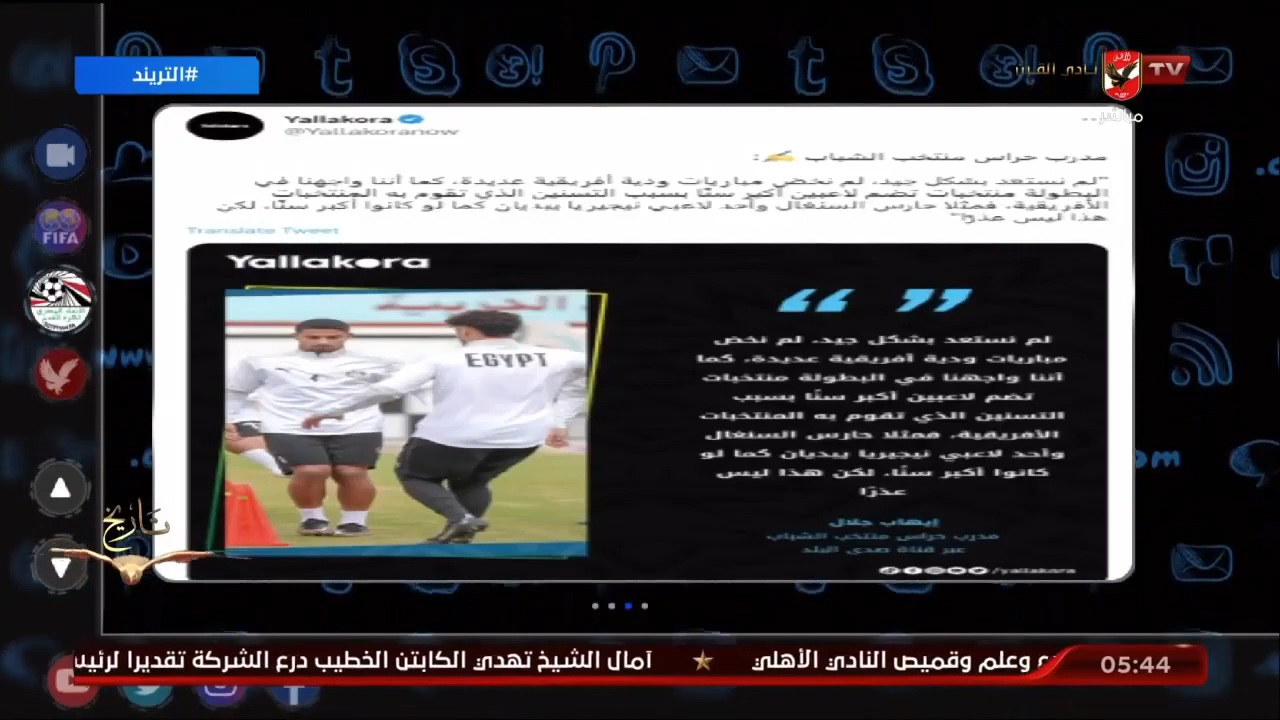 #التريند
نادي القرن
TV
مباشر
Yallakora
@Yallakoranow
مدرب حراس منتخب الشباب ✍️:
"لم نستعد بشكل جيد، لم نخض مباريات ودية أفريقية عديدة، كما أننا واجهنا في
البطولة منتخبات تضم لاعبين أكبر سنًا بسبب التسنين الذي تقوم به المنتخبات
الأفريقية، فمثلا حارس السنغال وأحد لاعبي نيجيريا يبديان كما لو كانوا أكبر سنًا، لكن
هذا ليس عذرًا"
Translate Tweet
Yallakora
EGYPT
لم نستعد بشكل جيد، لم نخض
مباريات ودية أفريقية عديدة، كما
أننا واجهنا في البطولة منتخبات
تضم لاعبين أكبر سنًا بسبب
التسنين الذي تقوم به المنتخبات
الأفريقية، فمثلا حارس السنغال
وأحد لاعبي نيجيريا يبديان كما لو
كانوا أكبر سنًا، لكن هذا ليس
عذرًا
إيهاب جلال
مدرب حراس منتخب الشباب
عبر قناة صدى البلد
/yallakora
FIFA
تاريخ
وعلم وقميص النادي الأهلي ★ آمال الشيخ تهدي الكابتن الخطيب درع الشركة تقديرا
05:44